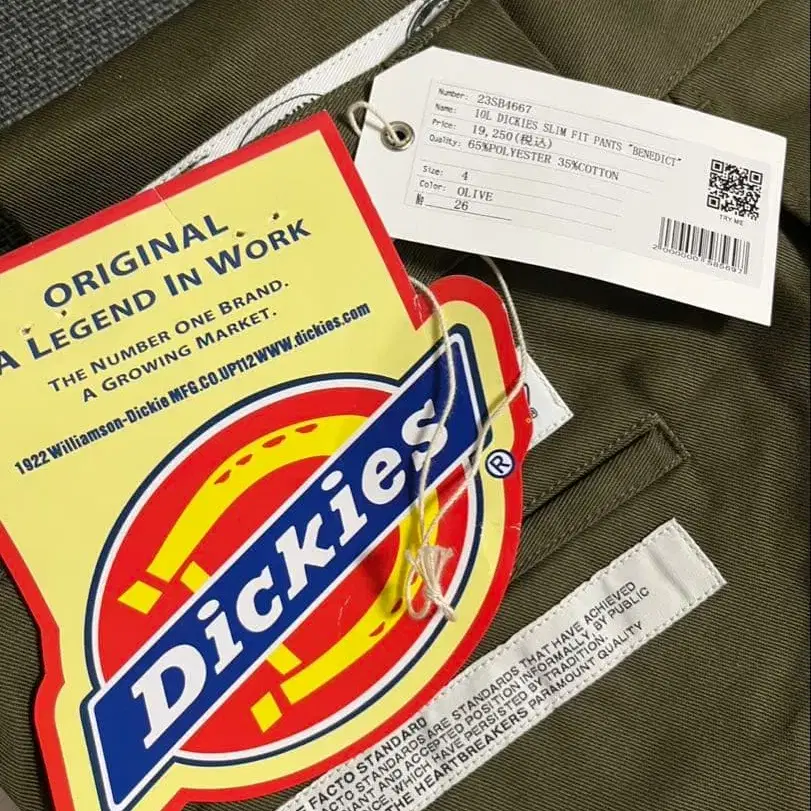 Number: 23SB4667
Name: 10L DICKIES SLIM FIT PANTS "BENEDICT"
Price: 19,250(税込)
Quality: 65%POLYESTER 35%COTTON
Size: 4
Color: OLIVE
№ 26
TRY ME
ORIGINAL
A LEGEND IN WORK
THE NUMBER ONE BRAND.
A GROWING MARKET.
1922 Williamson-Dickie MFG.CO.UP112WWW.dickies.com
Dickies®
®
FACTO STANDARD
FACTO STANDARDS ARE STANDARDS THAT HAVE ACHIEVED
AND ACCEPTED POSITION INFORMALLY, BY PUBLIC
WHICH HAVE PERSISTED BY TRADITION.
THE HEARTBREAKERS PARAMOUNT QUALITY